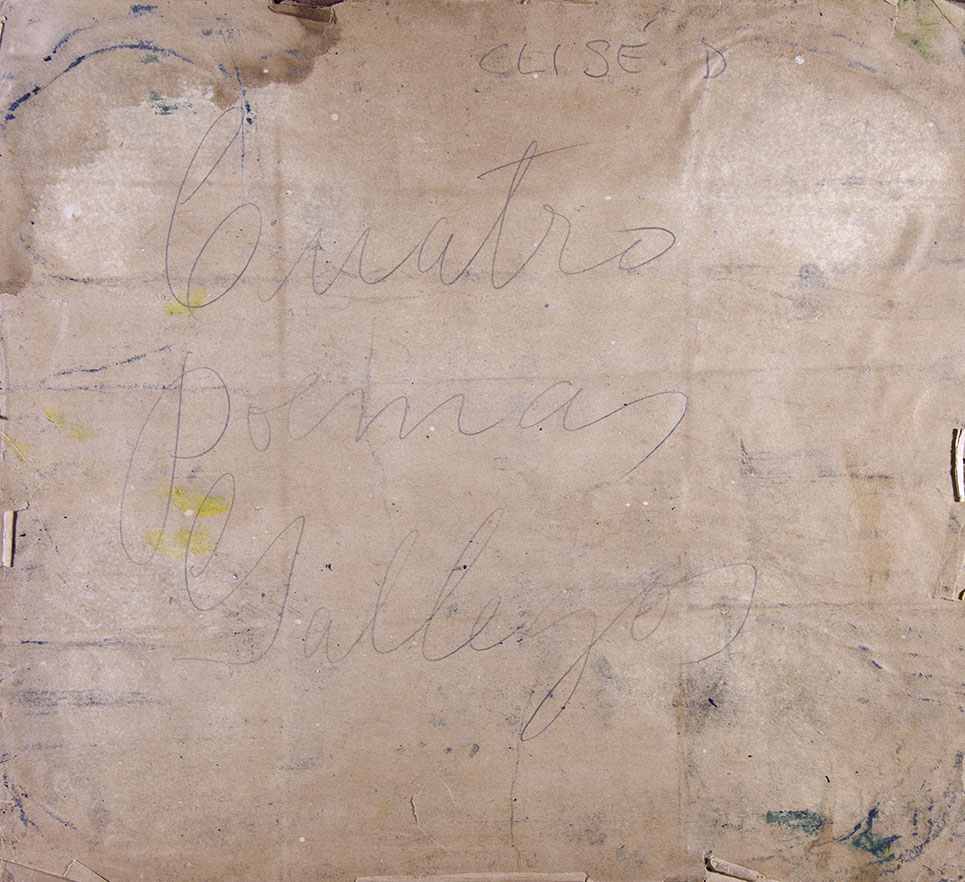 CLISÉ D
Cuatro
poemas
Gallegos